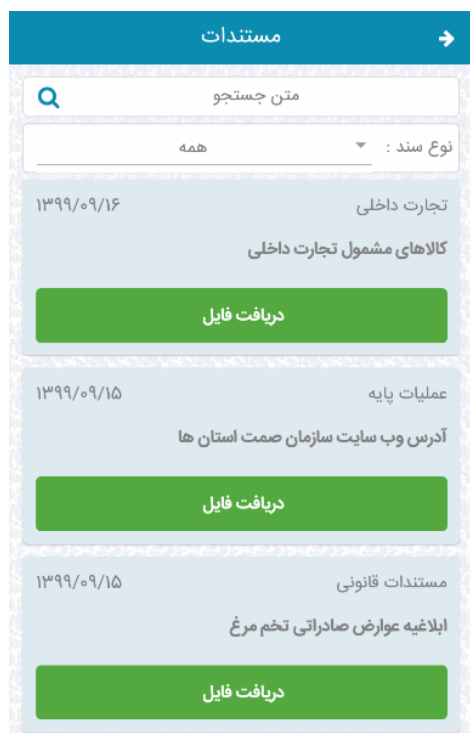 مستندات
متن جستجو
نوع سند : همه
تجارت داخلی ۱۳۹۹/۰۹/۱۶
کالاهای مشمول تجارت داخلی
دریافت فایل
عملیات پایه ۱۳۹۹/۰۹/۱۵
آدرس وب سایت سازمان صمت استان ها
دریافت فایل
مستندات قانونی ۱۳۹۹/۰۹/۱۵
ابلاغیه عوارض صادراتی تخم مرغ
دریافت فایل